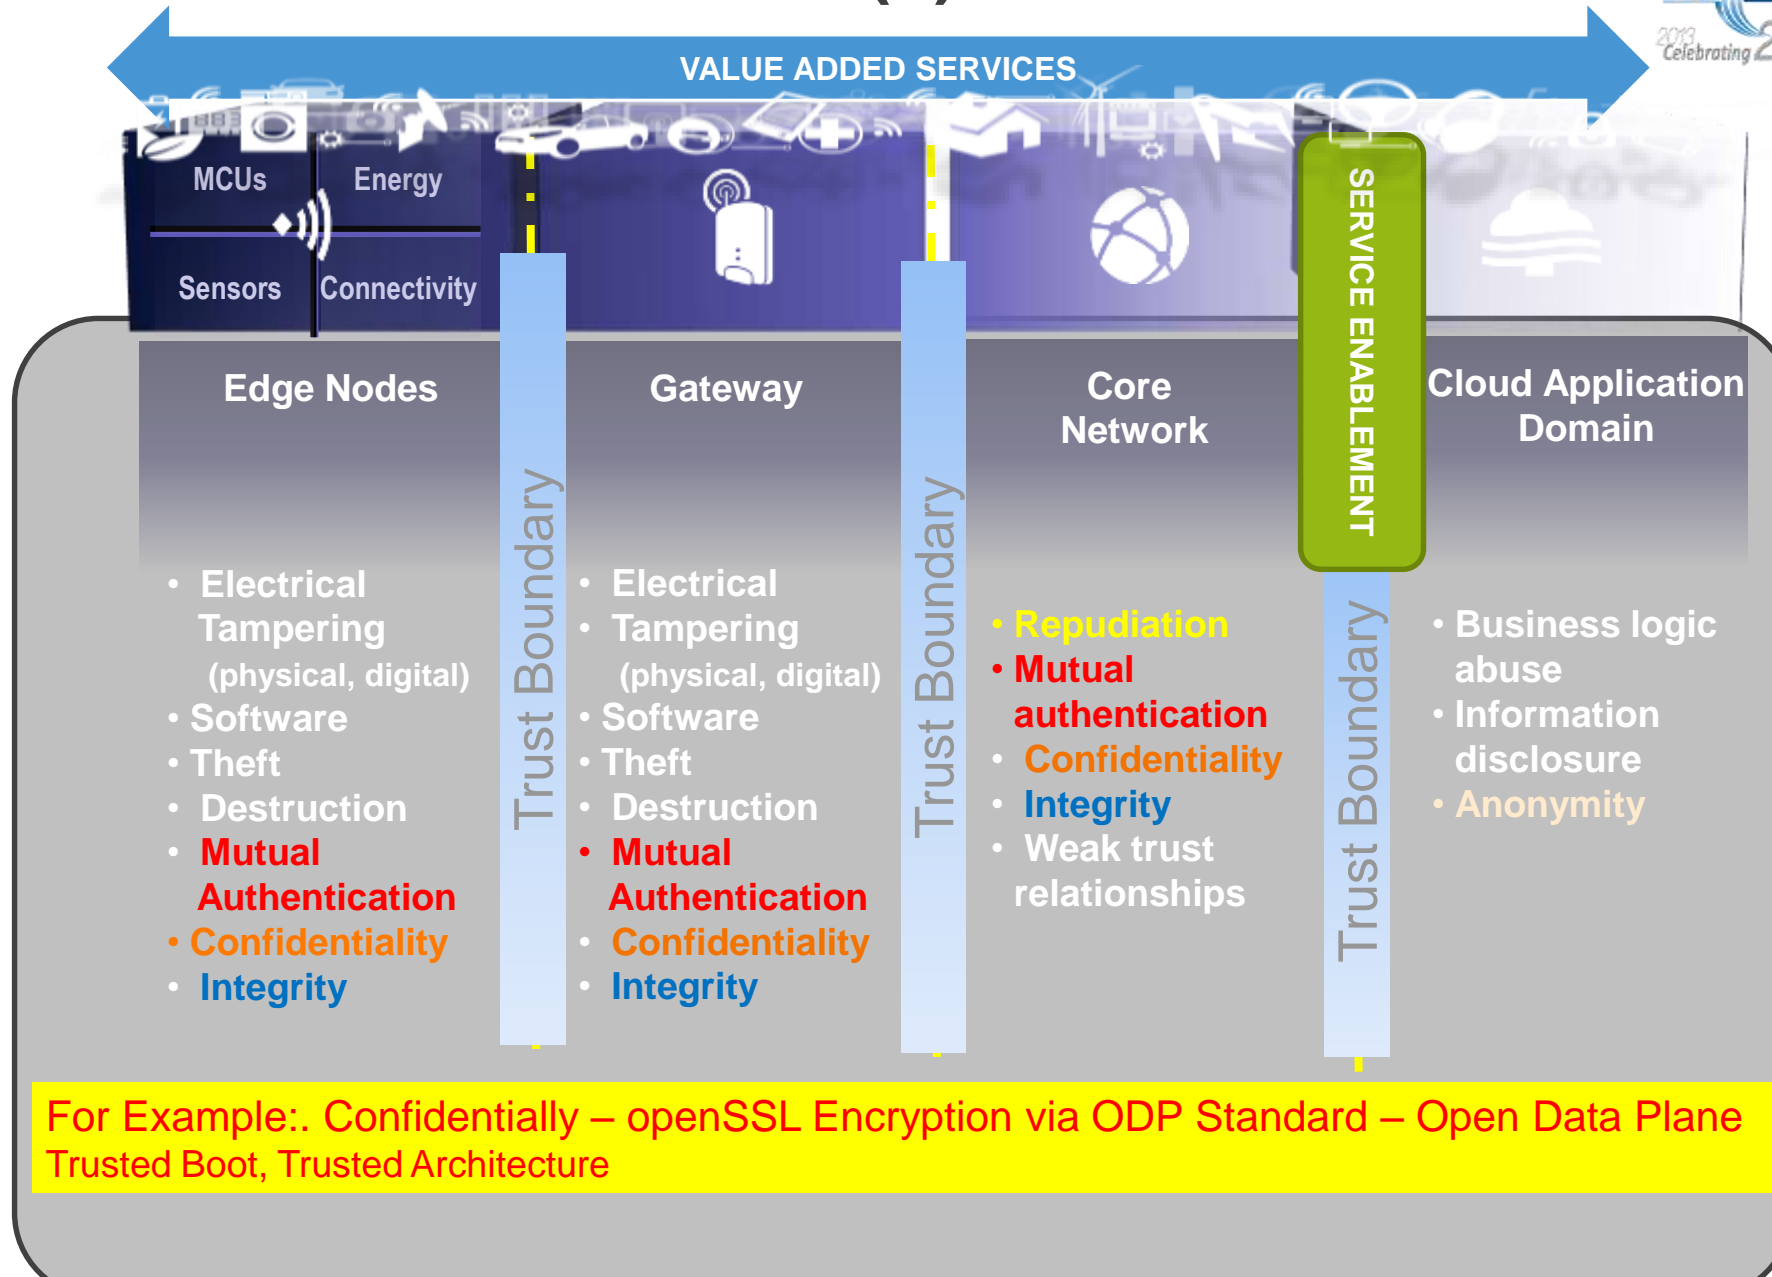 2013
Celebrating 2
VALUE ADDED SERVICES
MCUs
Energy
Sensors
Connectivity
SERVICE ENABLEMENT
Edge Nodes
Gateway
Core
Network
Cloud Application
Domain
• Electrical
Tampering
(physical, digital)
• Software
• Theft
• Destruction
• Mutual
Authentication
• Confidentiality
• Integrity
Trust Boundary
• Electrical
• Tampering
(physical, digital)
• Software
• Theft
• Destruction
• Mutual
Authentication
• Confidentiality
• Integrity
Trust Boundary
• Repudiation
• Mutual
authentication
• Confidentiality
• Integrity
• Weak trust
relationships
Trust Boundary
• Business logic
abuse
• Information
disclosure
• Anonymity
For Example:. Confidentially – openSSL Encryption via ODP Standard – Open Data Plane
Trusted Boot, Trusted Architecture